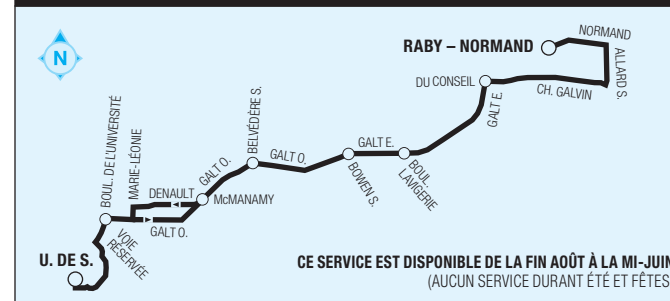 N
RABY – NORMAND
NORMAND
ALLARD S.
DU CONSEIL
GALT E.
CH. GALVIN
BOUL. DE L'UNIVERSITÉ
MARIE-LÉONIE
BELVÉDÈRE S.
GALT O.
GALT O.
GALT E.
BOWEN S.
BOUL. LAVIGERIE
DENAULT
McMANAMY
GALT O.
VOIE
RÉSERVÉE
U. DE S.
CE SERVICE EST DISPONIBLE DE LA FIN AOÛT À LA MI-JUIN
(AUCUN SERVICE DURANT ÉTÉ ET FÊTES